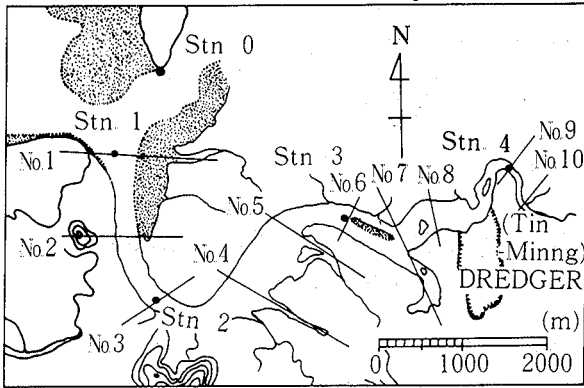 Stn 0
N
Stn 1
No.1
Stn 3
Stn 4
No.9
No.10
No.6
No.7
No.8
No.5
No.2
No.4
(Tin
Minng)
DREDGER
Stn 2
No.3
(m)
0 1000 2000